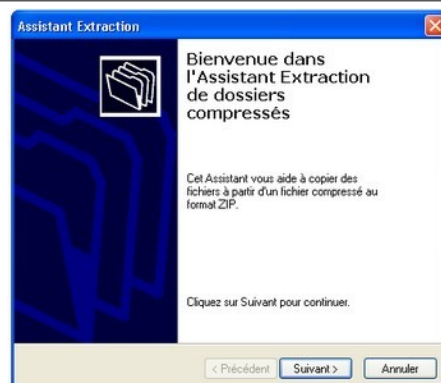 Assistant Extraction
Bienvenue dans
l'Assistant Extraction
de dossiers
compressés
Cet Assistant vous aide à copier des
fichiers à partir d'un fichier compressé au
format ZIP.
Cliquez sur Suivant pour continuer.
< Précédent Suivant > Annuler